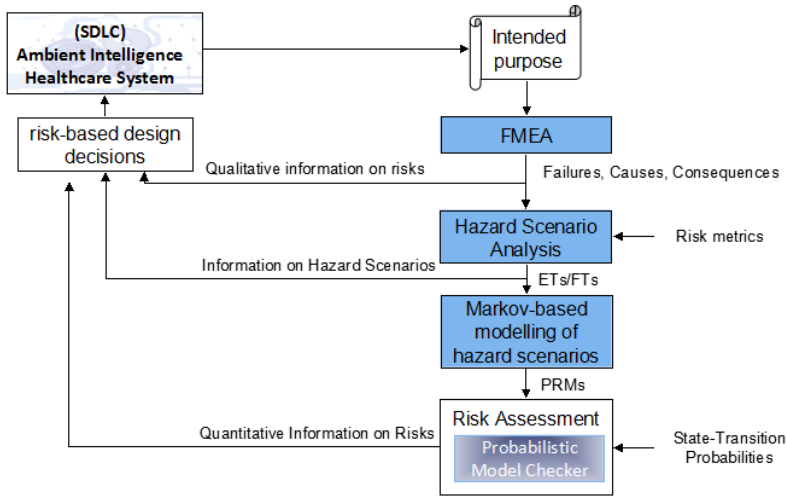 (SDLC)
Ambient Intelligence
Healthcare System
Intended
purpose
risk-based design
decisions
FMEA
Qualitative information on risks
Failures, Causes, Consequences
Hazard Scenario
Analysis
Risk metrics
Information on Hazard Scenarios
ETs/FTs
Markov-based
modelling of
hazard scenarios
PRMs
Risk Assessment
Quantitative Information on Risks
Probabilistic
Model Checker
State-Transition
Probabilities